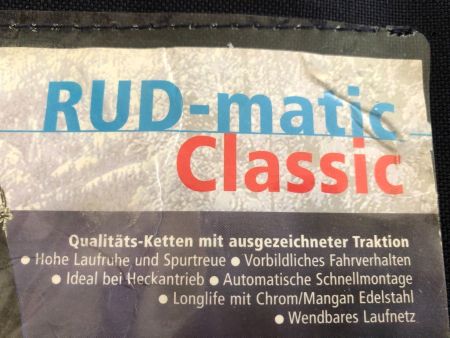 RUD-matic
Classic
Qualitäts-Ketten mit ausgezeichneter Traktion
• Hohe Laufruhe und Spurtreue • Vorbildliches Fahrverhalten
• Ideal bei Heckantrieb • Automatische Schnellmontage
• Longlife mit Chrom/Mangan Edelstahl
• Wendbares Laufnetz